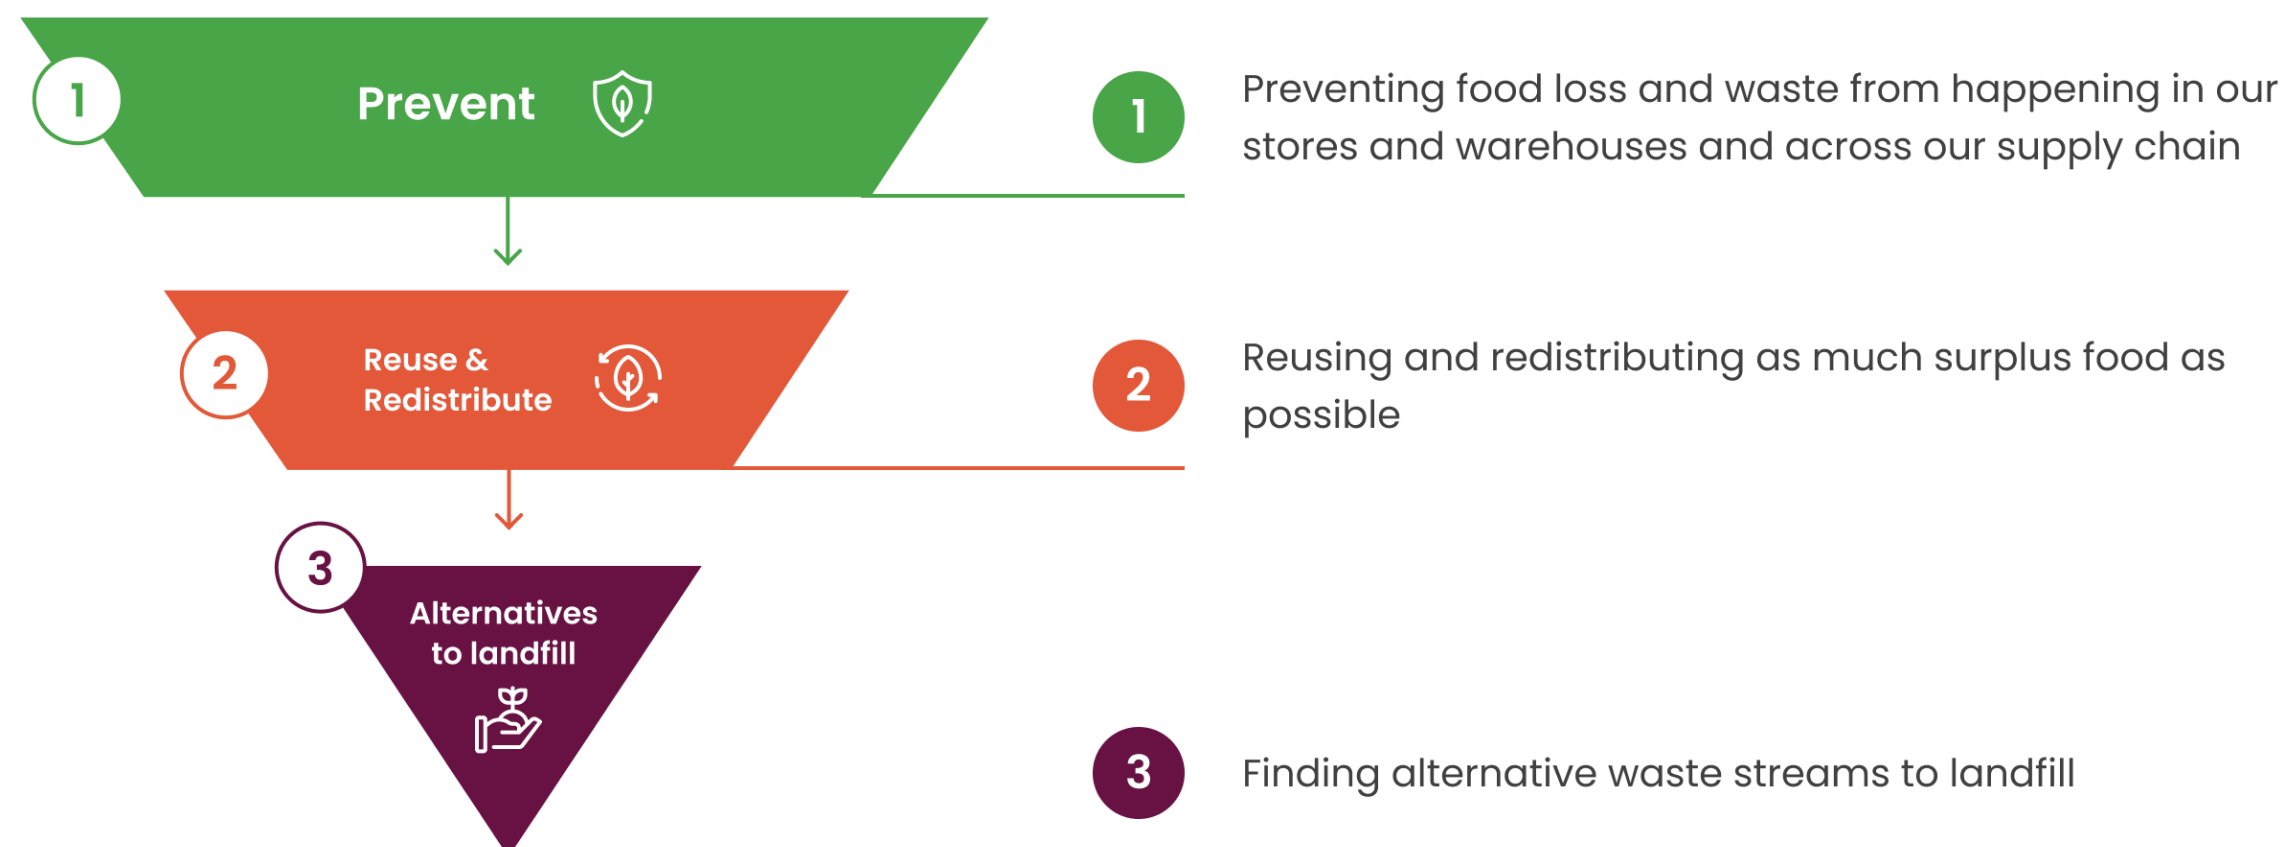 1
Prevent
1
Preventing food loss and waste from happening in our
stores and warehouses and across our supply chain
2
Reuse &
Redistribute
2
Reusing and redistributing as much surplus food as
possible
3
Alternatives
to landfill
3
Finding alternative waste streams to landfill